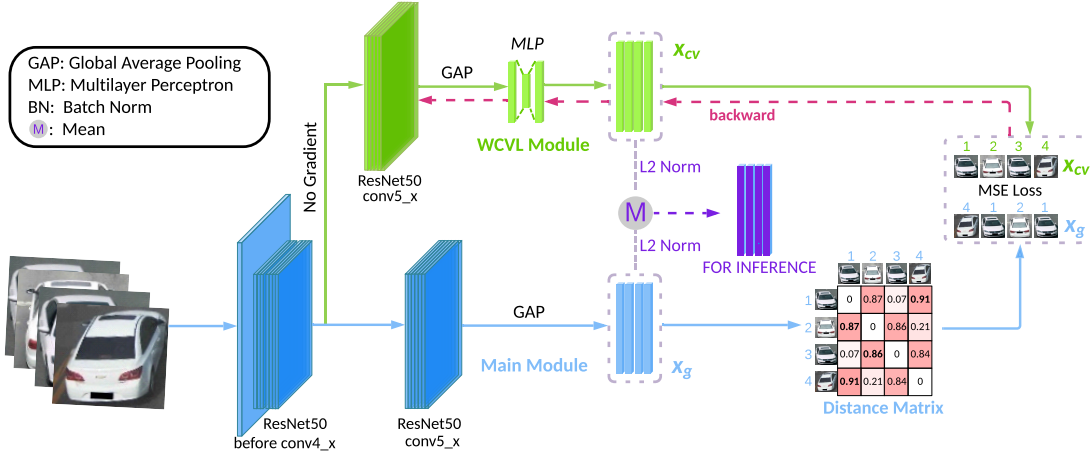 GAP: Global Average Pooling
MLP: Multilayer Perceptron
BN:  Batch Norm
M:  Mean
No Gradient
ResNet50
conv5_x
GAP
MLP
WCVL Module
x_cv
backward
L2 Norm
M
L2 Norm
FOR INFERENCE
1 2 3 4
x_cv
MSE Loss
4 1 2 1
x_g
ResNet50
before conv4_x
ResNet50
conv5_x
GAP
Main Module
x_g
1 2 3 4
1 0 0.87 0.07 0.91
2 0.87 0 0.86 0.21
3 0.07 0.86 0 0.84
4 0.91 0.21 0.84 0
Distance Matrix